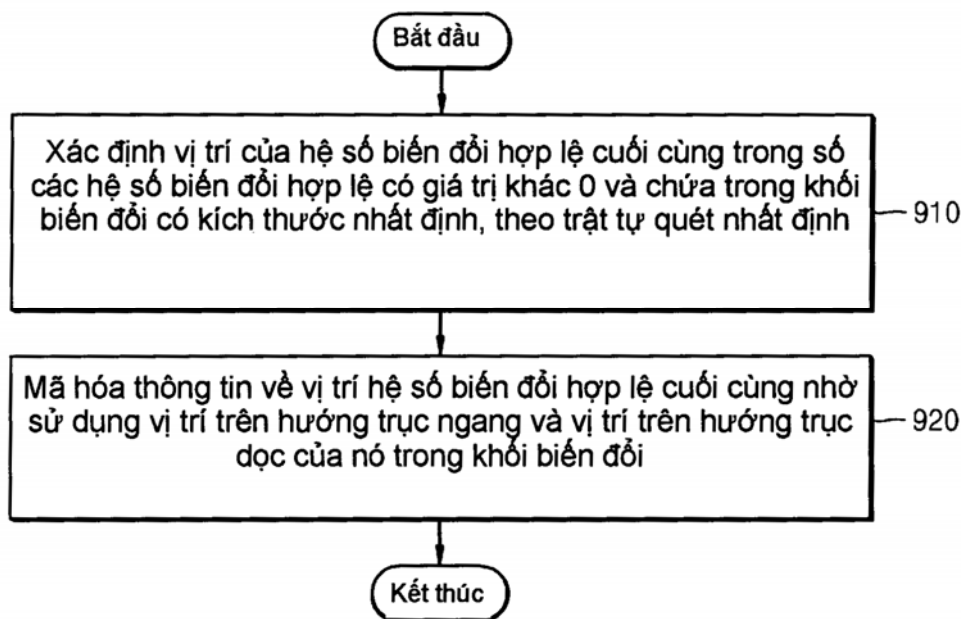 Bắt đầu
Xác định vị trí của hệ số biến đổi hợp lệ cuối cùng trong số
các hệ số biến đổi hợp lệ có giá trị khác 0 và chứa trong khối
biến đổi có kích thước nhất định, theo trật tự quét nhất định
910
Mã hóa thông tin về vị trí hệ số biến đổi hợp lệ cuối cùng nhờ
sử dụng vị trí trên hướng trục ngang và vị trí trên hướng trục
dọc của nó trong khối biến đổi
920
Kết thúc